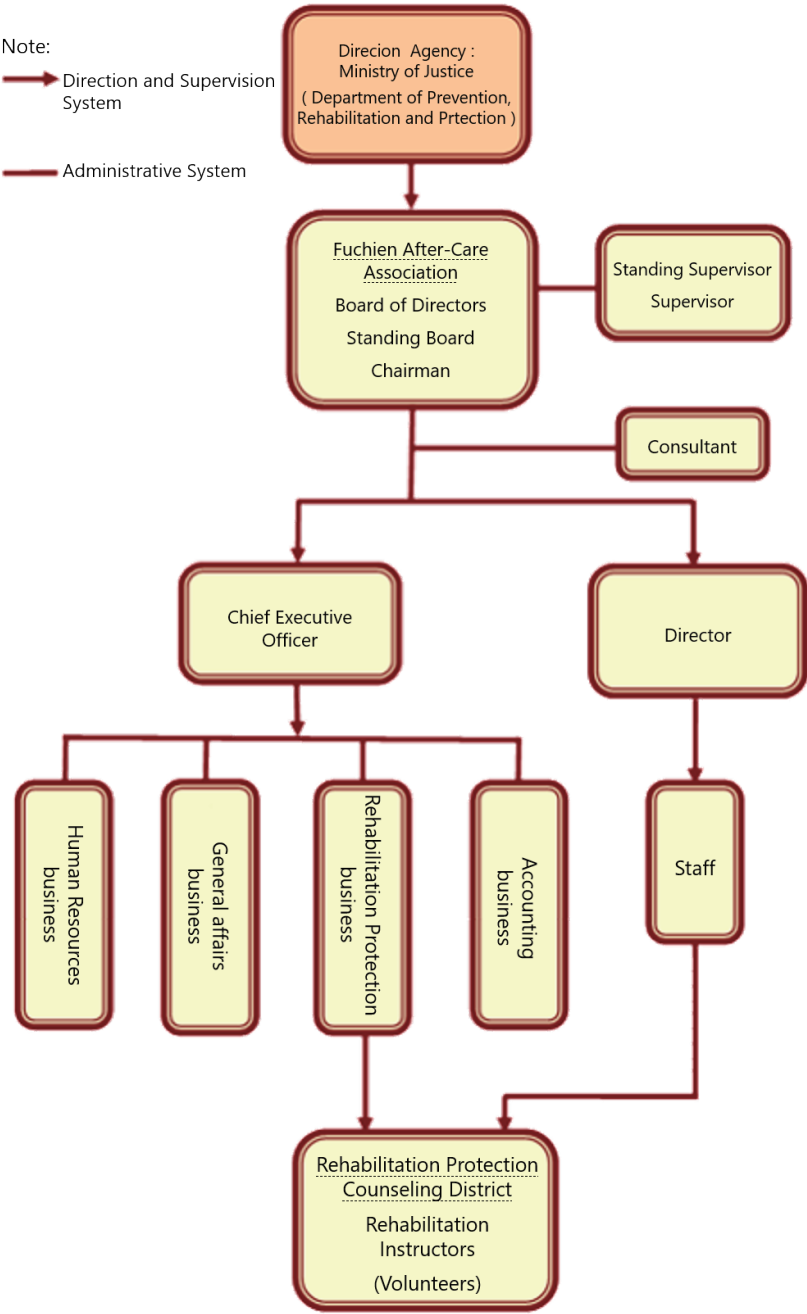 Note:
Direction and Supervision
System
Administrative System
Direcion Agency :
Ministry of Justice
( Department of Prevention,
Rehabilitation and Prtection )
Fuchien After-Care
Association
Board of Directors
Standing Board
Chairman
Standing Supervisor
Supervisor
Consultant
Chief Executive
Officer
Director
Human Resources
business
General affairs
business
Rehabilitation Protection
business
Accounting
business
Staff
Rehabilitation Protection
Counseling District
Rehabilitation
Instructors
(Volunteers)